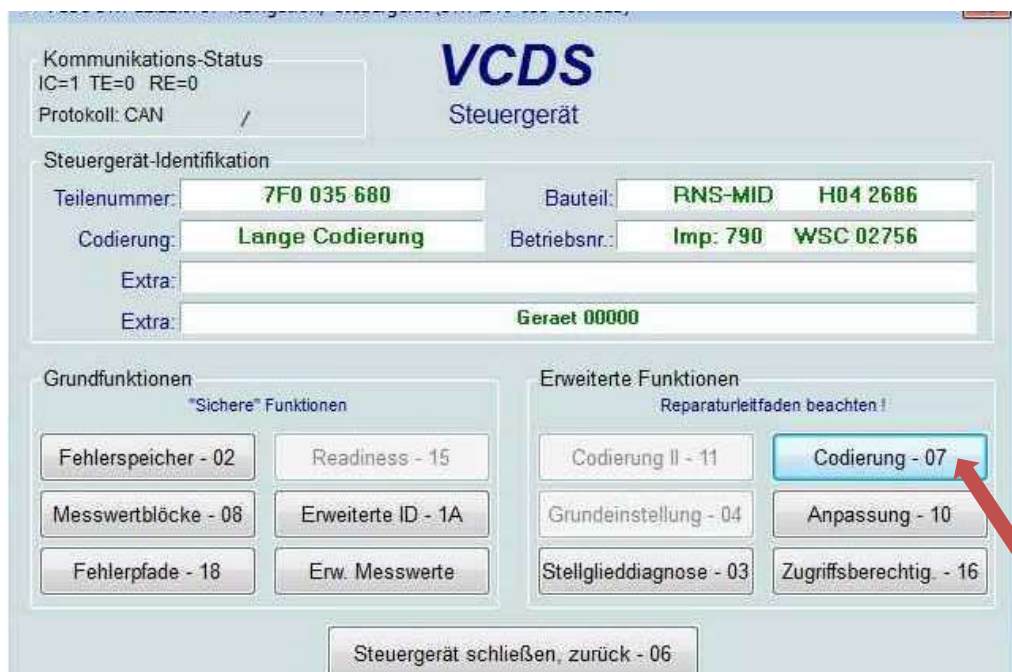 VCDS
Steuergerät
Kommunikations-Status
IC=1 TE=0 RE=0
Protokoll: CAN /
Steuergerät-Identifikation
Teilenummer: 7F0 035 680 Bauteil: RNS-MID H04 2686
Codierung: Lange Codierung Betriebsnr.: Imp: 790 WSC 02756
Extra:
Extra: Geraet 00000
Grundfunktionen
"Sichere" Funktionen
Fehlerspeicher - 02 Readiness - 15
Messwertblöcke - 08 Erweiterte ID - 1A
Fehlerpfade - 18 Erw. Messwerte
Erweiterte Funktionen
Reparaturleitfaden beachten !
Codierung II - 11 Codierung - 07
Grundeinstellung - 04 Anpassung - 10
Stellglieddiagnose - 03 Zugriffsberechtig. - 16
Steuergerät schließen, zurück - 06